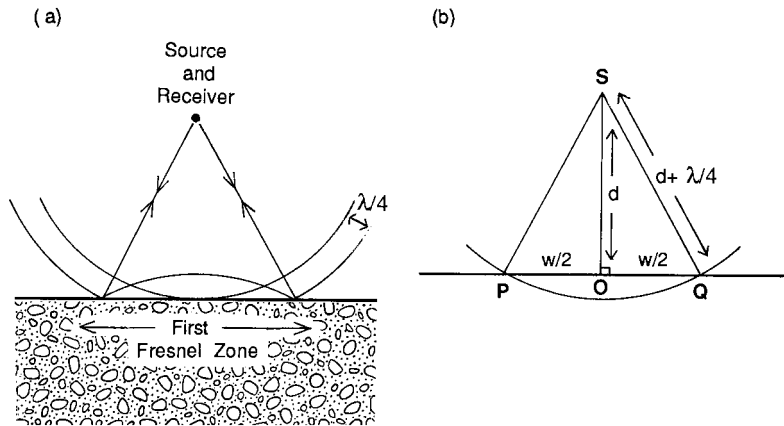 (a)
Source
and
Receiver
λ/4
First
Fresnel Zone
(b)
S
d
d+ λ/4
w/2
w/2
P
O
Q